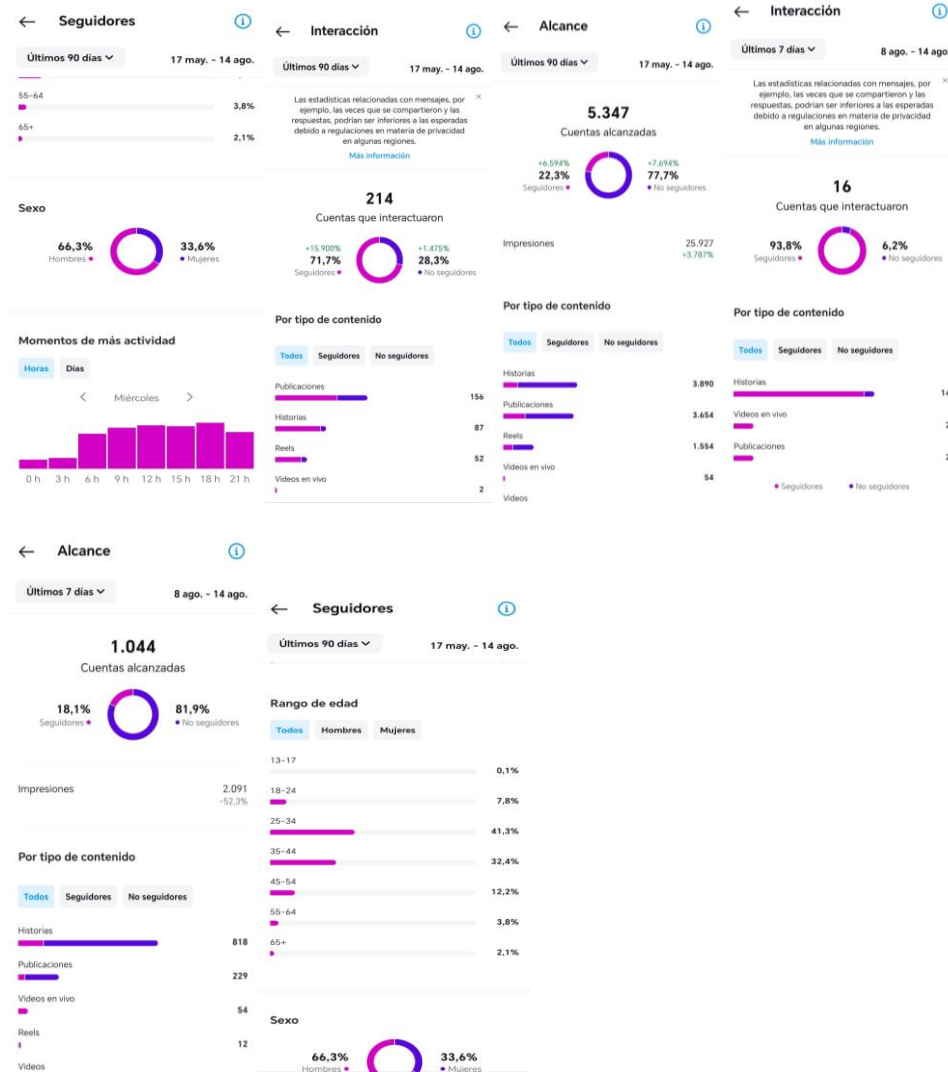 Seguidores
Últimos 90 días
17 may. - 14 ago.
55-64
3,8%
65+
2,1%
Sexo
66,3%
Hombres
33,6%
Mujeres
Momentos de más actividad
Horas Días
Miércoles
0 h 3 h 6 h 9 h 12 h 15 h 18 h 21 h
Interacción
Últimos 90 días
17 may. - 14 ago.
Las estadísticas relacionadas con mensajes, por
ejemplo, las veces que se compartieron y las
respuestas, podrían ser inferiores a las esperadas
debido a regulaciones en materia de privacidad
en algunas regiones.
Más información
214
Cuentas que interactuaron
+15.900%
71,7%
Seguidores
+1.475%
28,3%
No seguidores
Por tipo de contenido
Todos Seguidores No seguidores
Publicaciones
156
Historias
87
Reels
52
Videos en vivo
2
Alcance
Últimos 90 días
17 may. - 14 ago.
5.347
Cuentas alcanzadas
+6.594%
22,3%
Seguidores
+7.694%
77,7%
No seguidores
Impresiones
25.927
+3.787%
Por tipo de contenido
Todos Seguidores No seguidores
Historias
3.890
Publicaciones
3.654
Reels
1.554
Videos en vivo
54
Videos
Interacción
Últimos 7 días
8 ago. - 14 ago
Las estadísticas relacionadas con mensajes, por
ejemplo, las veces que se compartieron y las
respuestas, podrían ser inferiores a las esperadas
debido a regulaciones en materia de privacidad
en algunas regiones.
Más información
16
Cuentas que interactuaron
93,8%
Seguidores
6,2%
No seguidores
Por tipo de contenido
Todos Seguidores No seguidores
Historias
14
Videos en vivo
Publicaciones
Seguidores No seguidores
Alcance
Últimos 7 días
8 ago. - 14 ago.
1.044
Cuentas alcanzadas
18,1%
Seguidores
81,9%
No seguidores
Impresiones
2.091
-52,3%
Por tipo de contenido
Todos Seguidores No seguidores
Historias
818
Publicaciones
229
Videos en vivo
54
Reels
12
Videos
Seguidores
Últimos 90 días
17 may. - 14 ago.
Rango de edad
Todos Hombres Mujeres
13-17
0,1%
18-24
7,8%
25-34
41,3%
35-44
32,4%
45-54
12,2%
55-64
3,8%
65+
2,1%
Sexo
66,3%
Hombres
33,6%
Mujeres